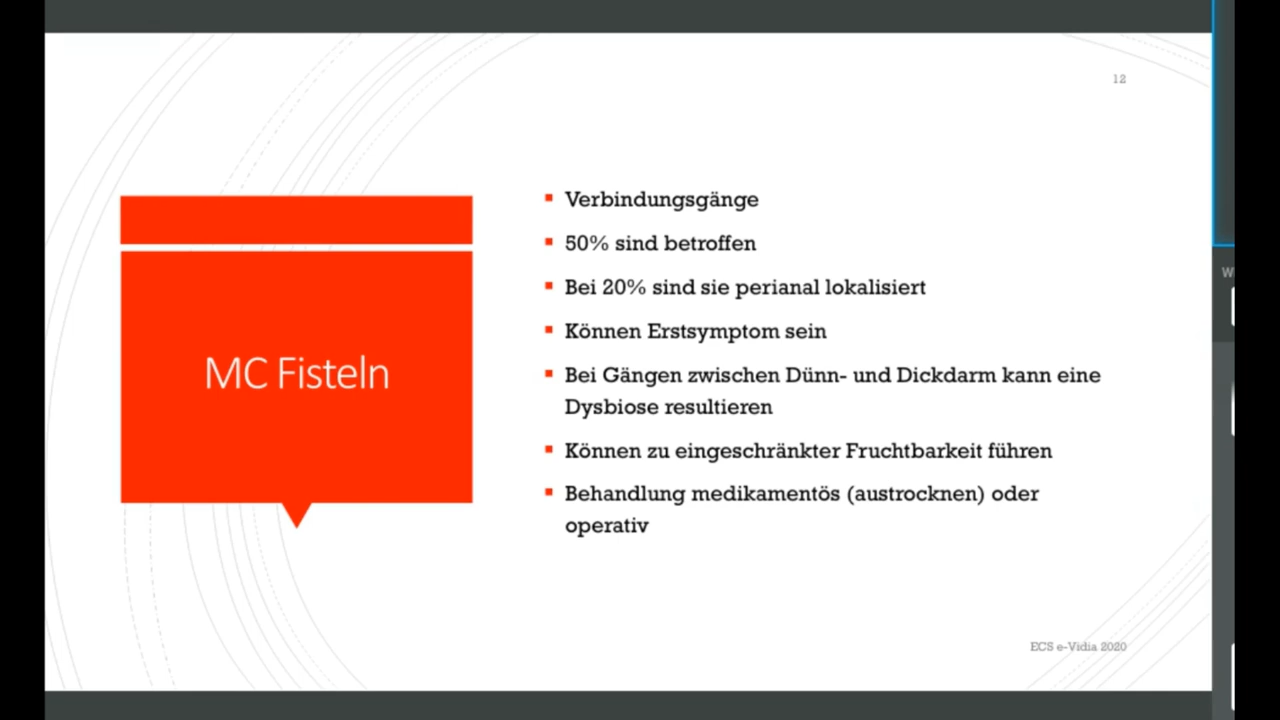 12
MC Fisteln
Verbindungsgänge
50% sind betroffen
Bei 20% sind sie perianal lokalisiert
Können Erstsymptom sein
Bei Gängen zwischen Dünn- und Dickdarm kann eine
Dysbiose resultieren
Können zu eingeschränkter Fruchtbarkeit führen
Behandlung medikamentös (austrocknen) oder
operativ
ECS e-Vidia 2020